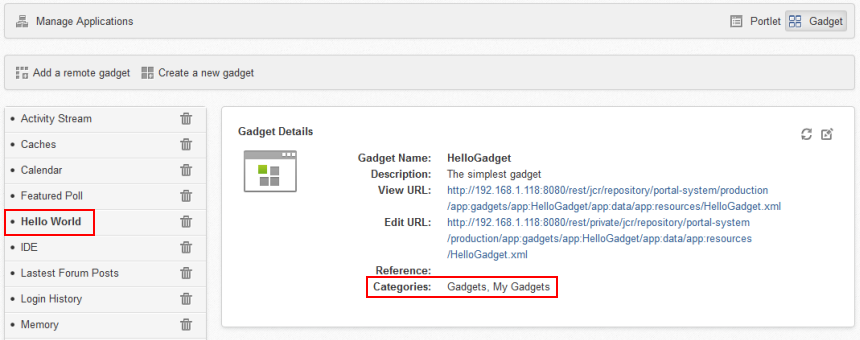 Manage Applications
Portlet
Gadget
Add a remote gadget
Create a new gadget
Activity Stream
Caches
Calendar
Featured Poll
Hello World
IDE
Lastest Forum Posts
Login History
Memory
Gadget Details
Gadget Name: HelloGadget
Description: The simplest gadget
View URL: http://192.168.1.118:8080/rest/jcr/repository/portal-system/production
/app:gadgets/app:HelloGadget/app:data/app:resources/HelloGadget.xml
Edit URL: http://192.168.1.118:8080/rest/private/jcr/repository/portal-system
/production/app:gadgets/app:HelloGadget/app:data/app:resources
/HelloGadget.xml
Reference:
Categories: Gadgets, My Gadgets